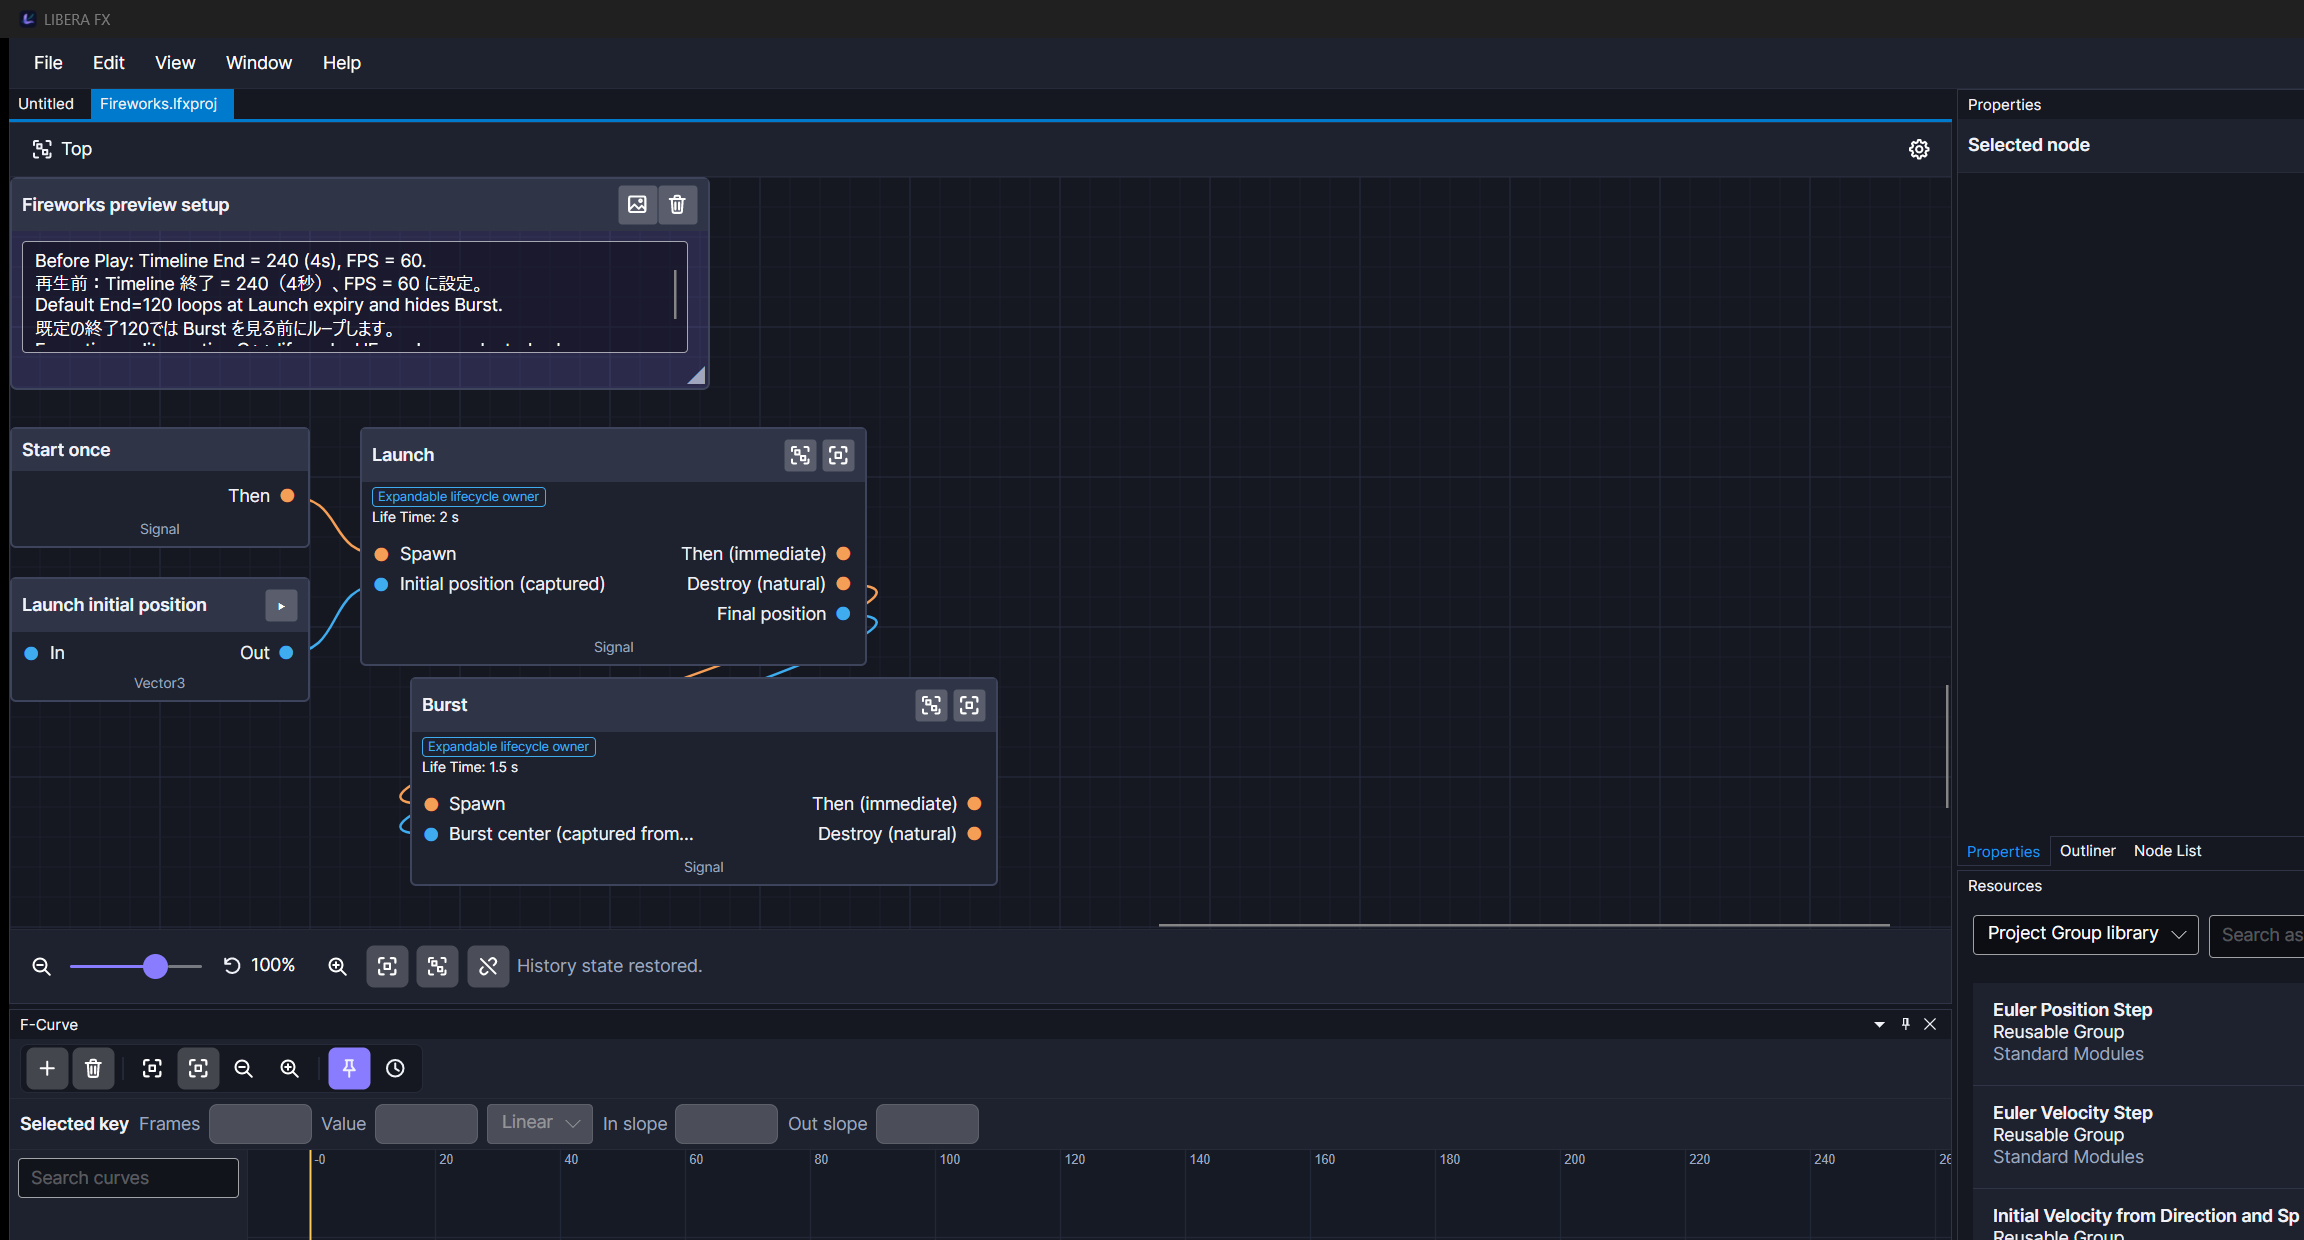 LIBERA FX
File Edit View Window Help
Untitled Fireworks.lfxproj
Top
Fireworks preview setup
Before Play: Timeline End = 240 (4s), FPS = 60.
再生前：Timeline 終了 = 240（4秒）、FPS = 60 に設定。
Default End=120 loops at Launch expiry and hides Burst.
既定の終了120では Burst を見る前にループします。
Start once
Then
Signal
Launch initial position
In Out
Vector3
Launch
Expandable lifecycle owner
Life Time: 2 s
Spawn Then (immediate)
Initial position (captured) Destroy (natural)
Final position
Signal
Burst
Expandable lifecycle owner
Life Time: 1.5 s
Spawn Then (immediate)
Burst center (captured from... Destroy (natural)
Signal
100% History state restored.
F-Curve
Selected key Frames Value Linear In slope Out slope
Search curves
-0 20 40 60 80 100 120 140 160 180 200 220 240 26
Properties
Selected node
Properties Outliner Node List
Resources
Project Group library Search as
Euler Position Step
Reusable Group
Standard Modules
Euler Velocity Step
Reusable Group
Standard Modules
Initial Velocity from Direction and Sp
Reusable Group